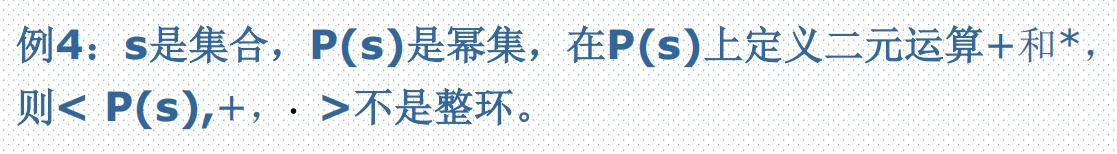 例4：s是集合，P(s)是幂集，在P(s)上定义二元运算+和*，
则< P(s),+，· >不是整环。